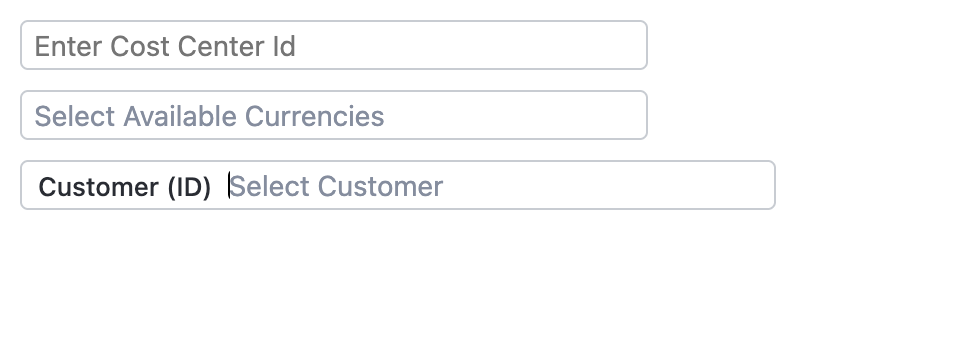 Enter Cost Center Id
Select Available Currencies
Customer (ID) Select Customer